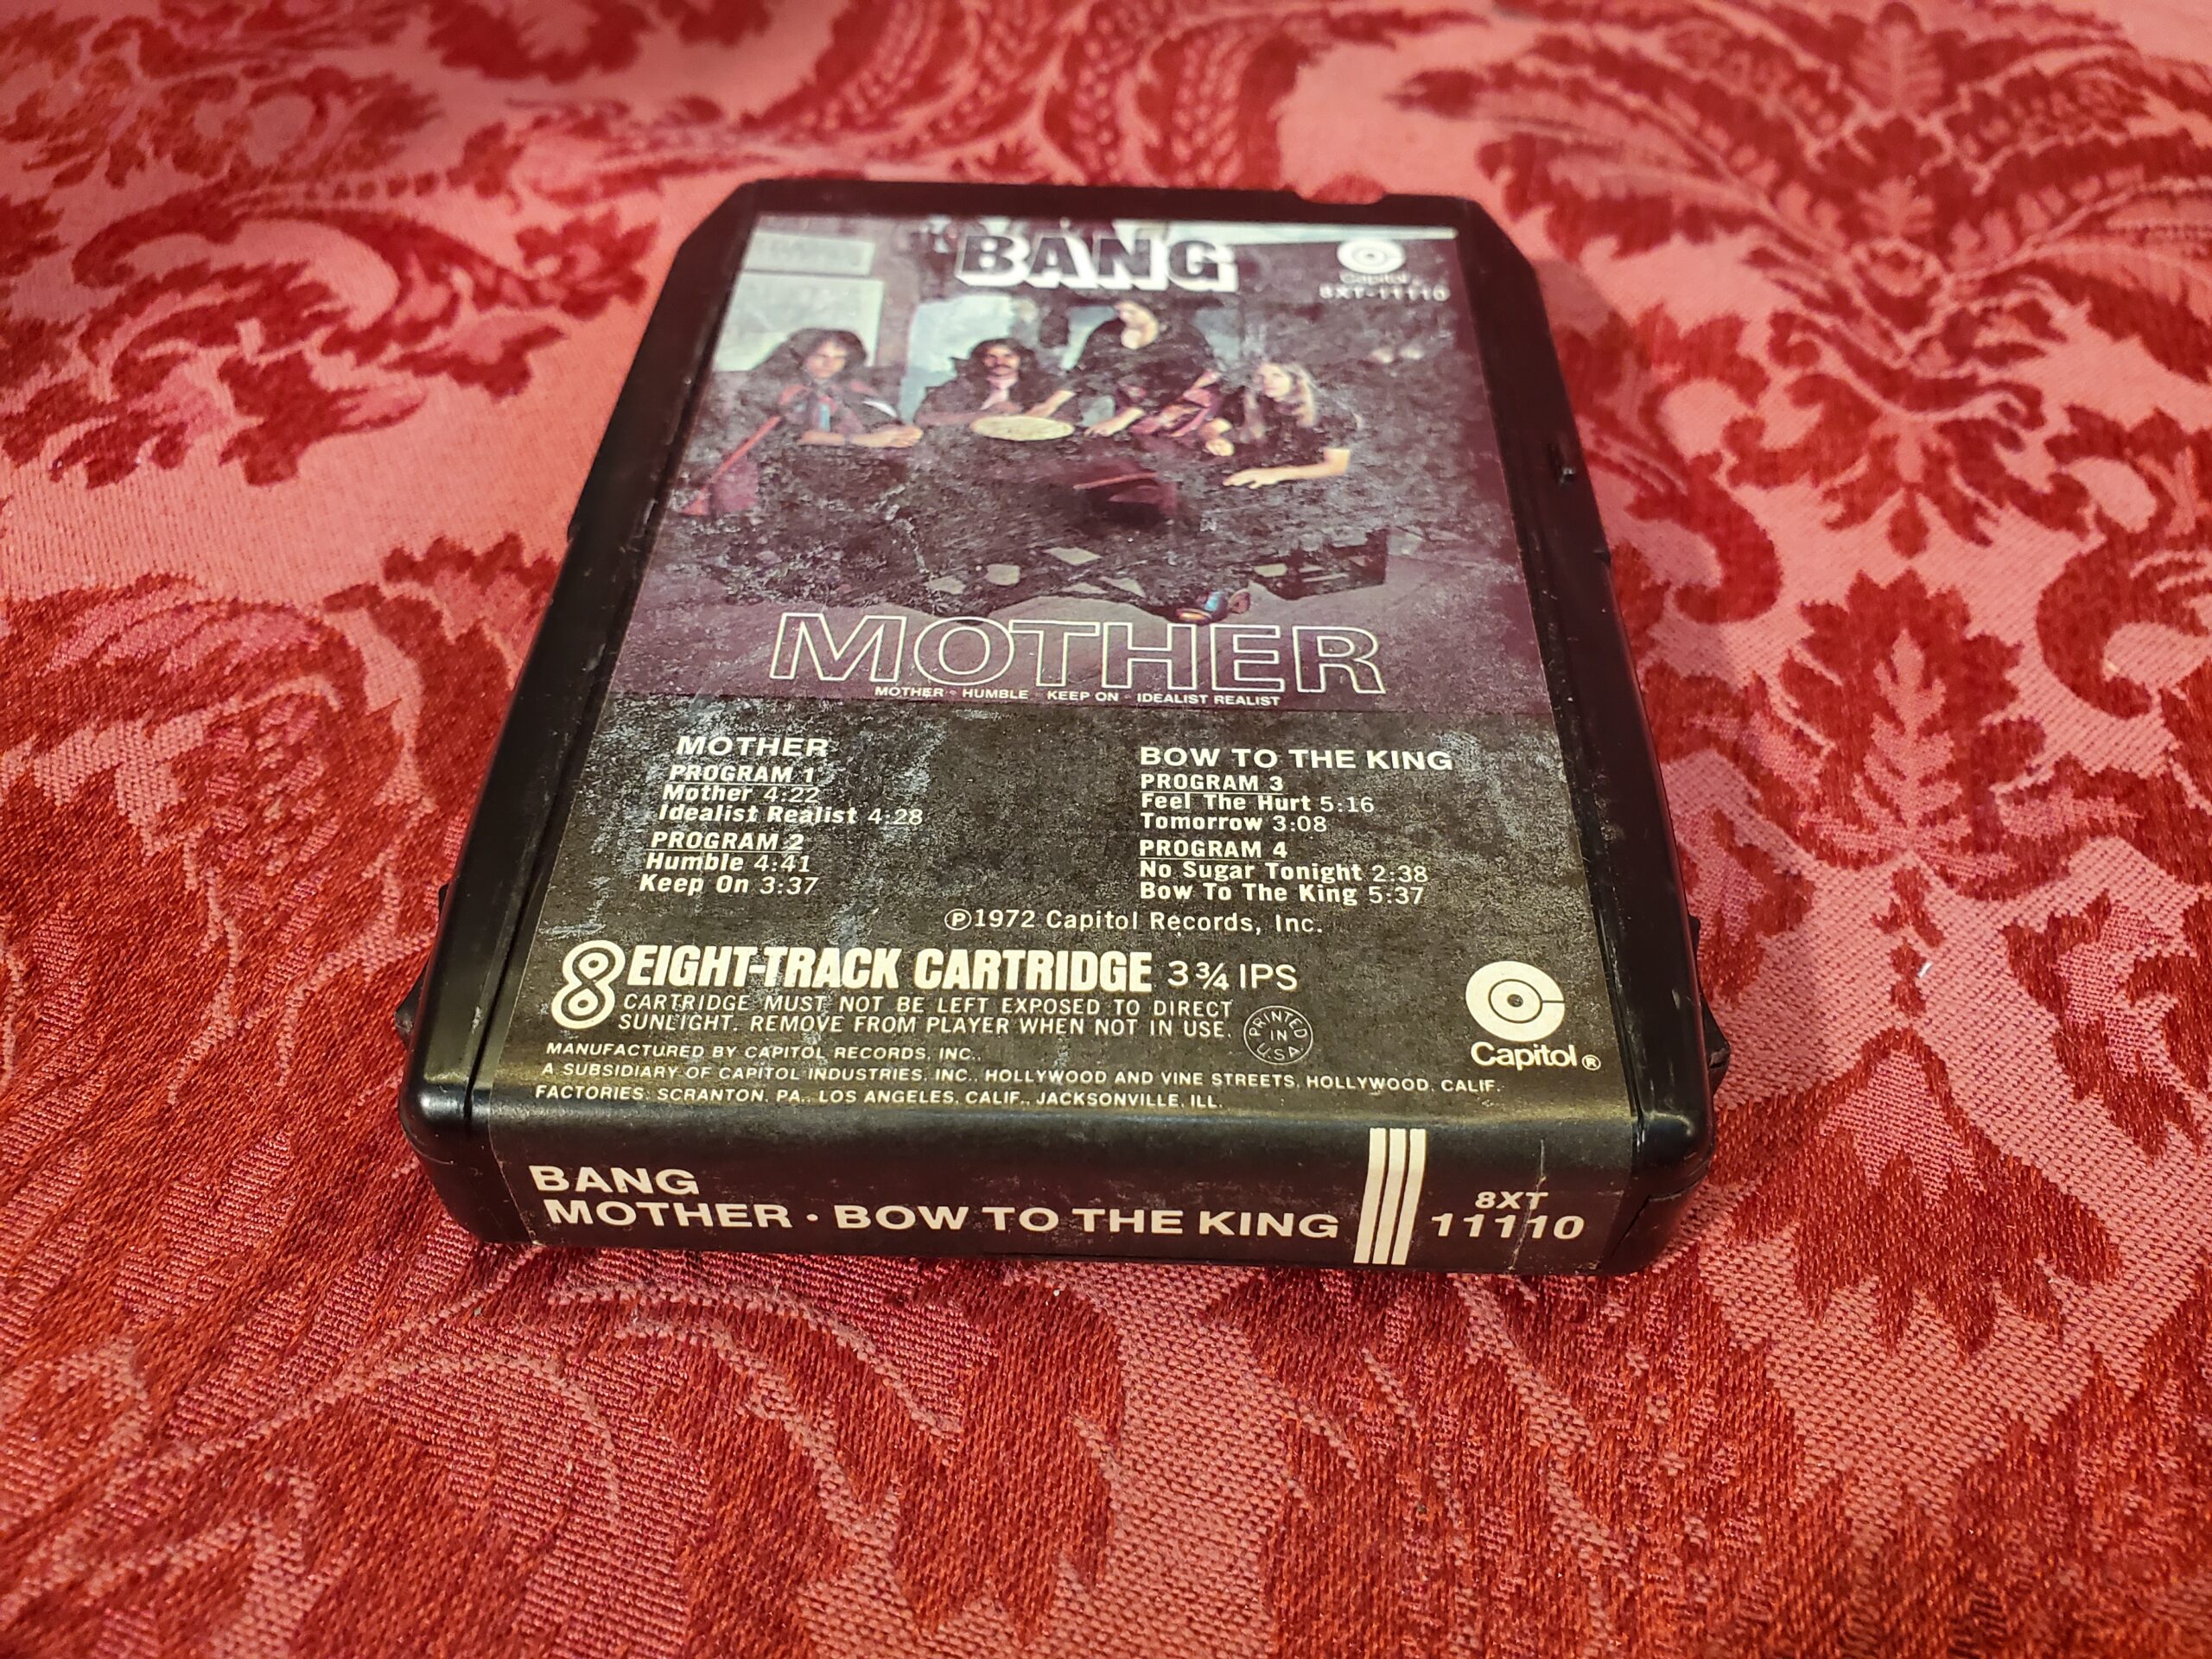 BANG
Capitol
8XT-11110
MOTHER
MOTHER · HUMBLE · KEEP ON · IDEALIST REALIST
MOTHER
PROGRAM 1
Mother 4:22
Idealist Realist 4:28
PROGRAM 2
Humble 4:41
Keep On 3:37
BOW TO THE KING
PROGRAM 3
Feel The Hurt 5:16
Tomorrow 3:08
PROGRAM 4
No Sugar Tonight 2:38
Bow To The King 5:37
Ⓟ1972 Capitol Records, Inc.
8 EIGHT-TRACK CARTRIDGE 3 ¾ IPS
CARTRIDGE MUST NOT BE LEFT EXPOSED TO DIRECT
SUNLIGHT. REMOVE FROM PLAYER WHEN NOT IN USE.
PRINTED
IN
U.S.A.
Capitol®
MANUFACTURED BY CAPITOL RECORDS, INC.,
A SUBSIDIARY OF CAPITOL INDUSTRIES, INC., HOLLYWOOD AND VINE STREETS, HOLLYWOOD, CALIF.
FACTORIES: SCRANTON, PA., LOS ANGELES, CALIF., JACKSONVILLE, ILL.
BANG
MOTHER · BOW TO THE KING
8XT
11110